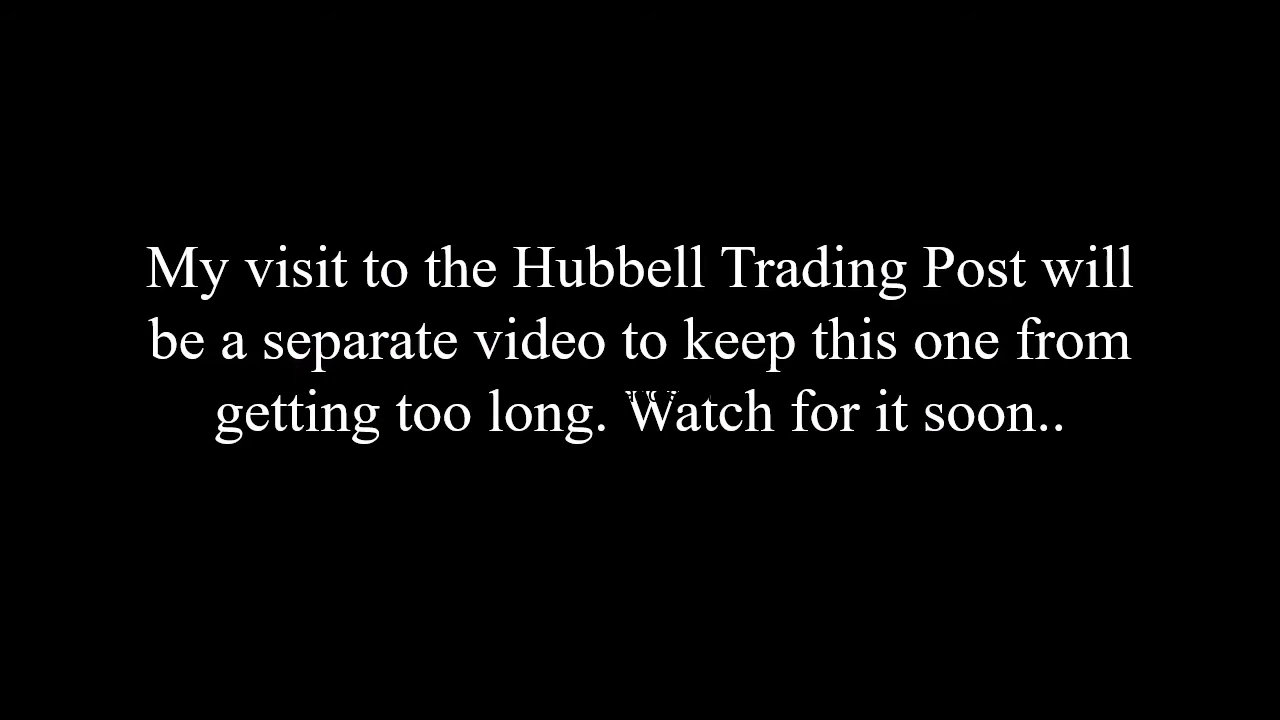 My visit to the Hubbell Trading Post will
be a separate video to keep this one from
getting too long. Watch for it soon..